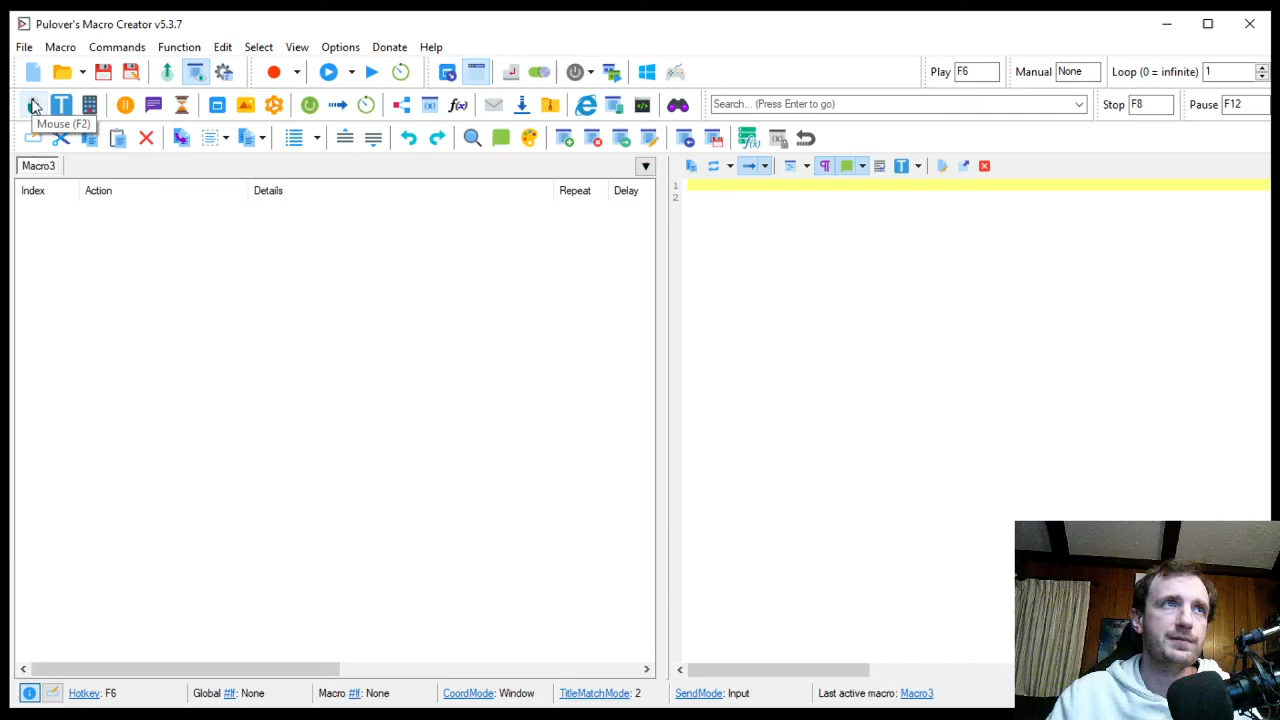 Pulover's Macro Creator v5.3.7
File Macro Commands Function Edit Select View Options Donate Help
Play F6 Manual None Loop (0 = infinite) 1
Search... (Press Enter to go) Stop F8 Pause F12
Mouse (F2)
Macro3
Index Action Details Repeat Delay
1
2
Hotkey: F6 Global #If: None Macro #If: None CoordMode: Window TitleMatchMode: 2 SendMode: Input Last active macro: Macro3